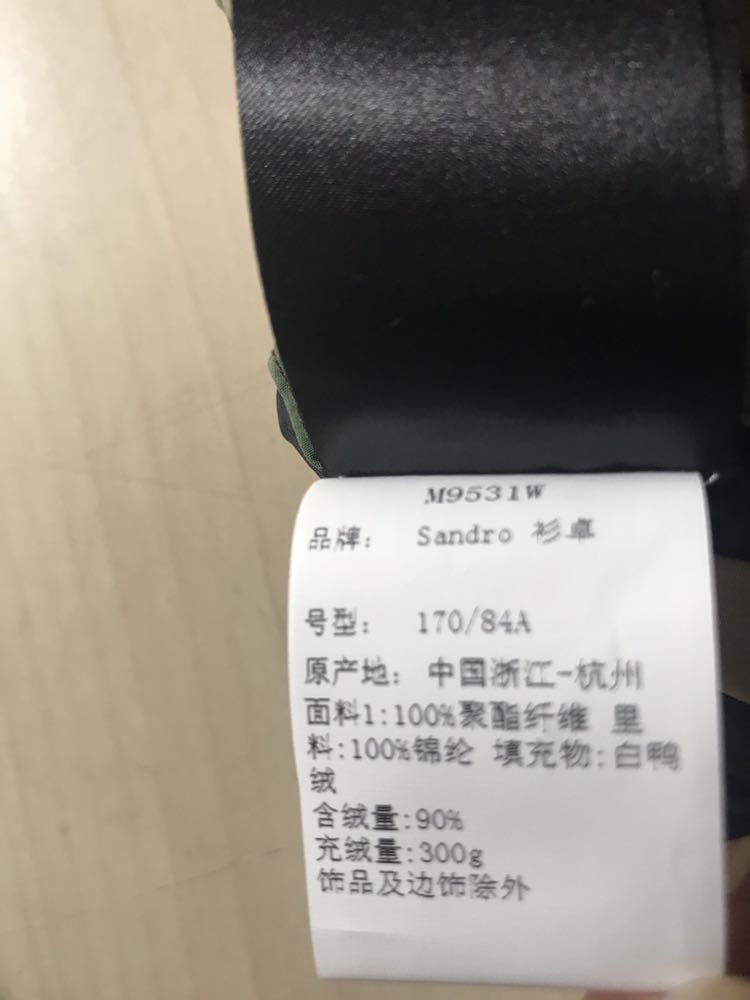 M9531W
品牌： Sandro 衫卓
号型： 170/84A
原产地：中国浙江-杭州
面料1:100%聚酯纤维 里
料:100%锦纶 填充物:白鸭
绒
含绒量:90%
充绒量:300g
饰品及边饰除外